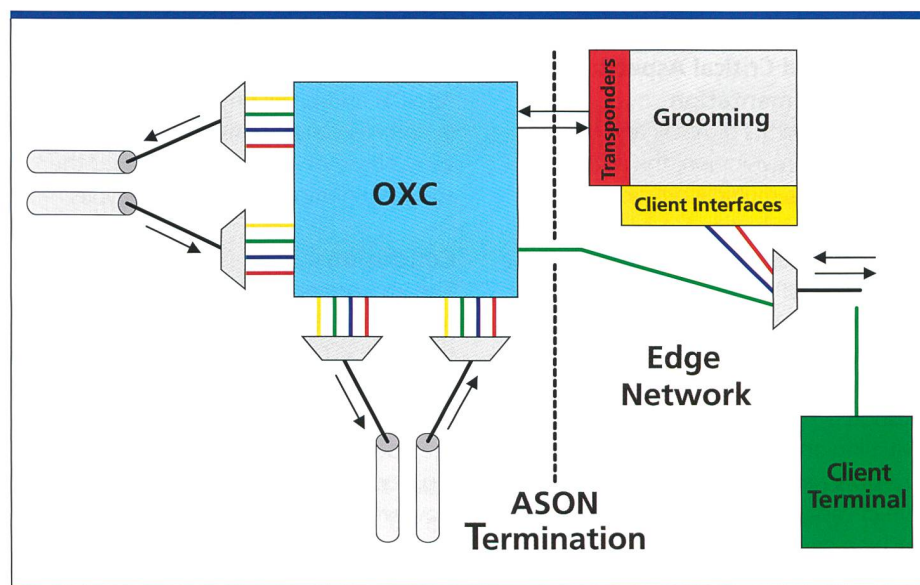 Transponders
Grooming
OXC
Client Interfaces
Edge
Network
Client
Terminal
ASON
Termination